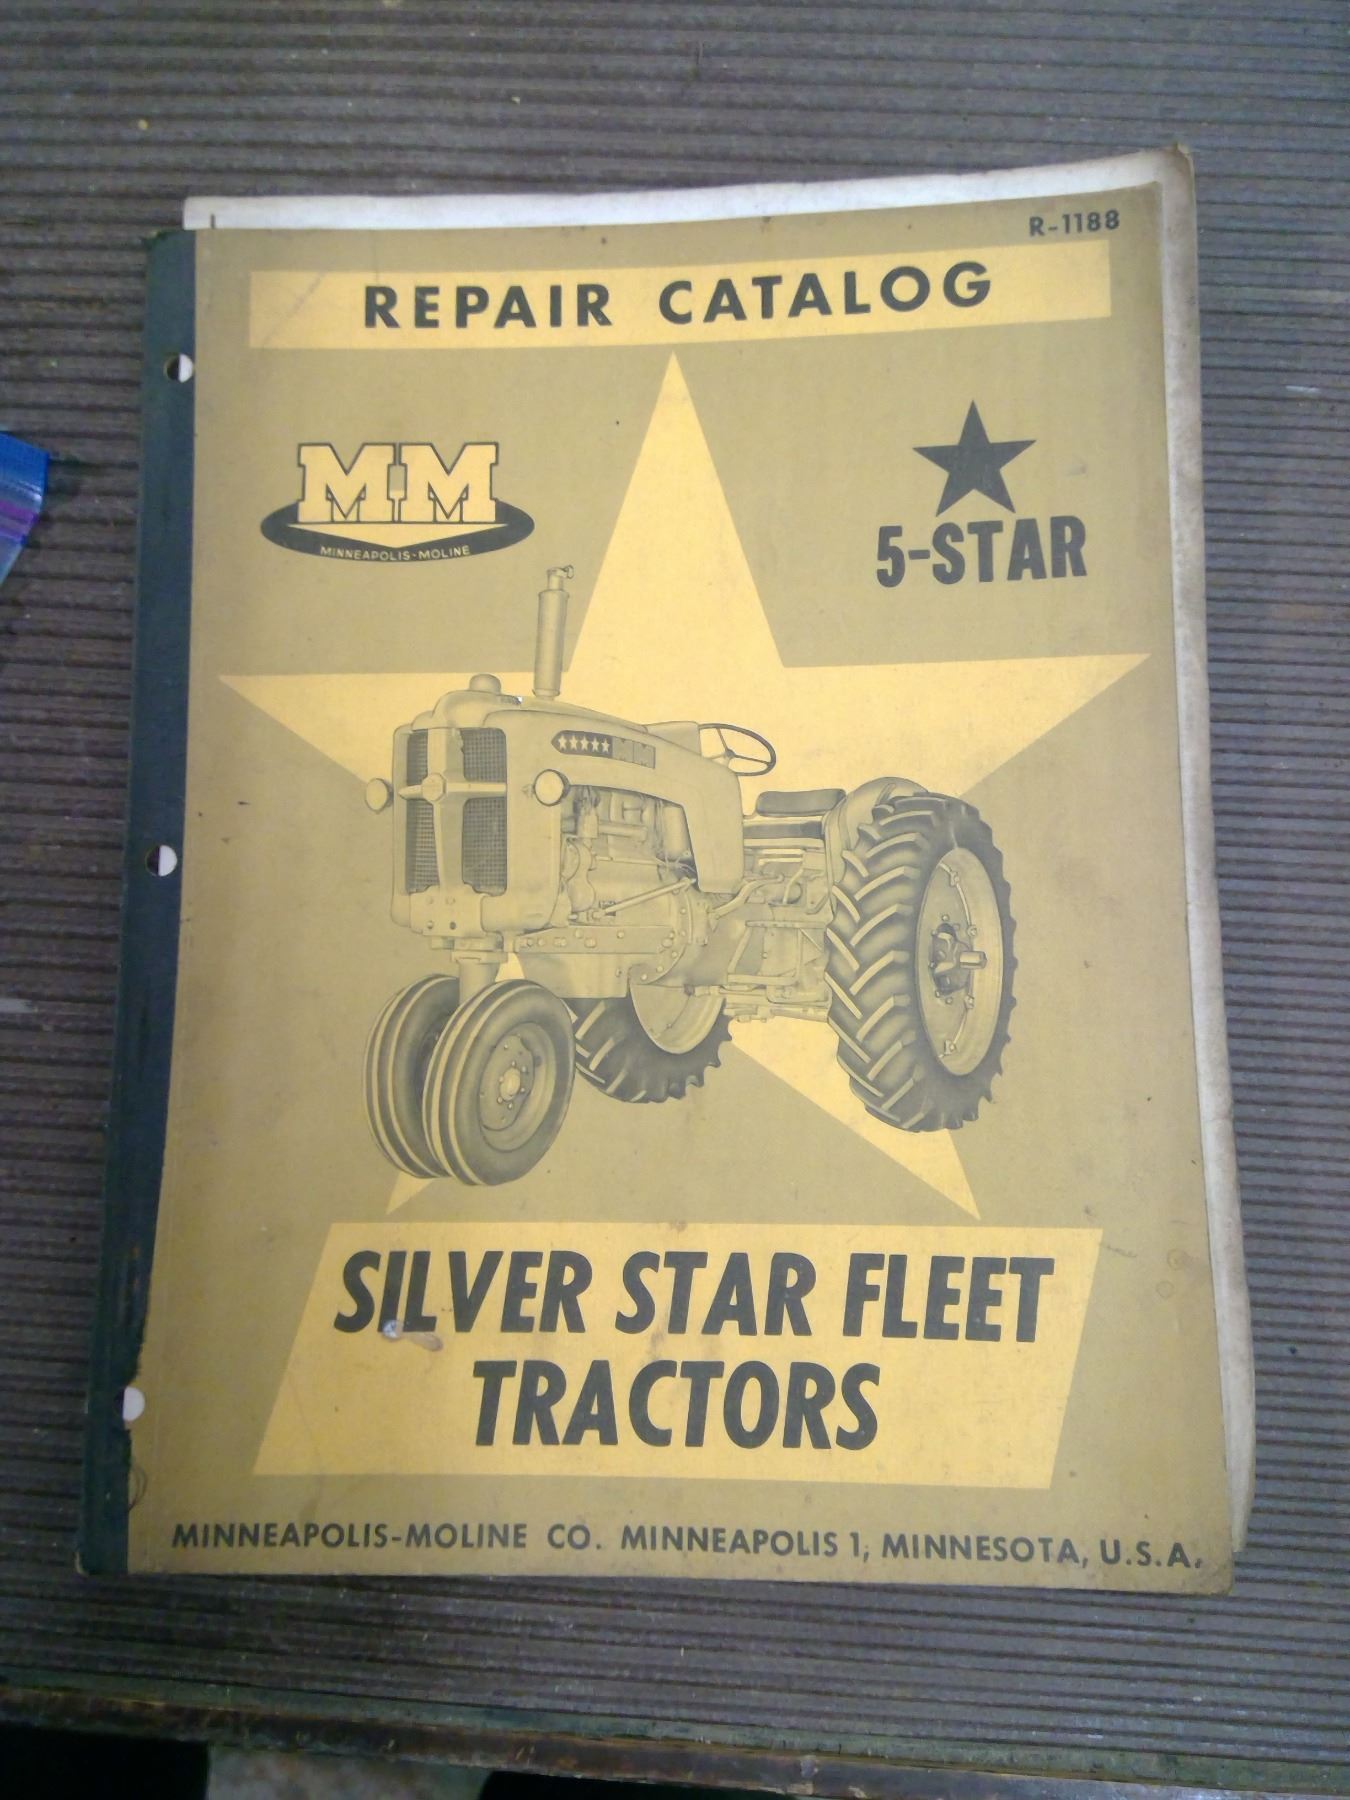 R-1188
REPAIR CATALOG
MM
MINNEAPOLIS-MOLINE
5-STAR
MM
SILVER STAR FLEET
TRACTORS
MINNEAPOLIS-MOLINE CO. MINNEAPOLIS 1, MINNESOTA, U.S.A.